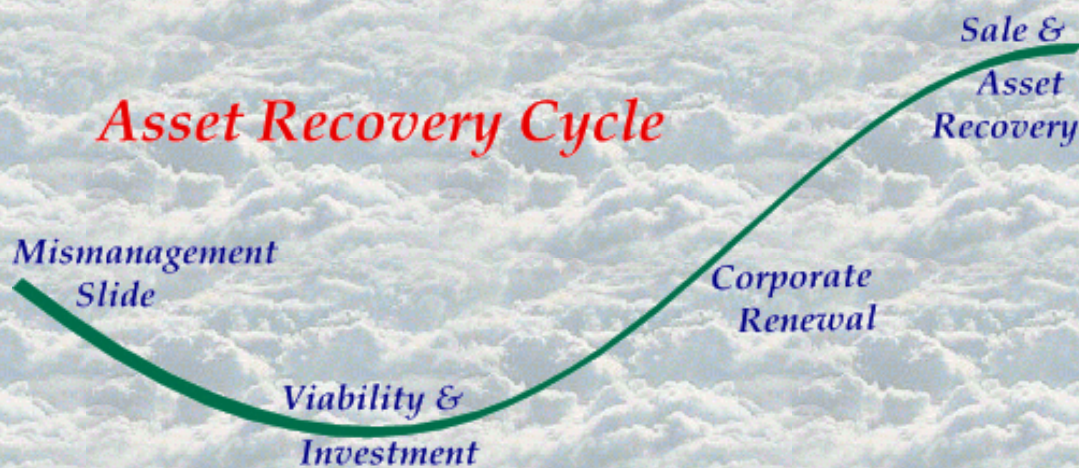 Asset Recovery Cycle
Mismanagement
Slide
Viability &
Investment
Corporate
Renewal
Sale &
Asset
Recovery